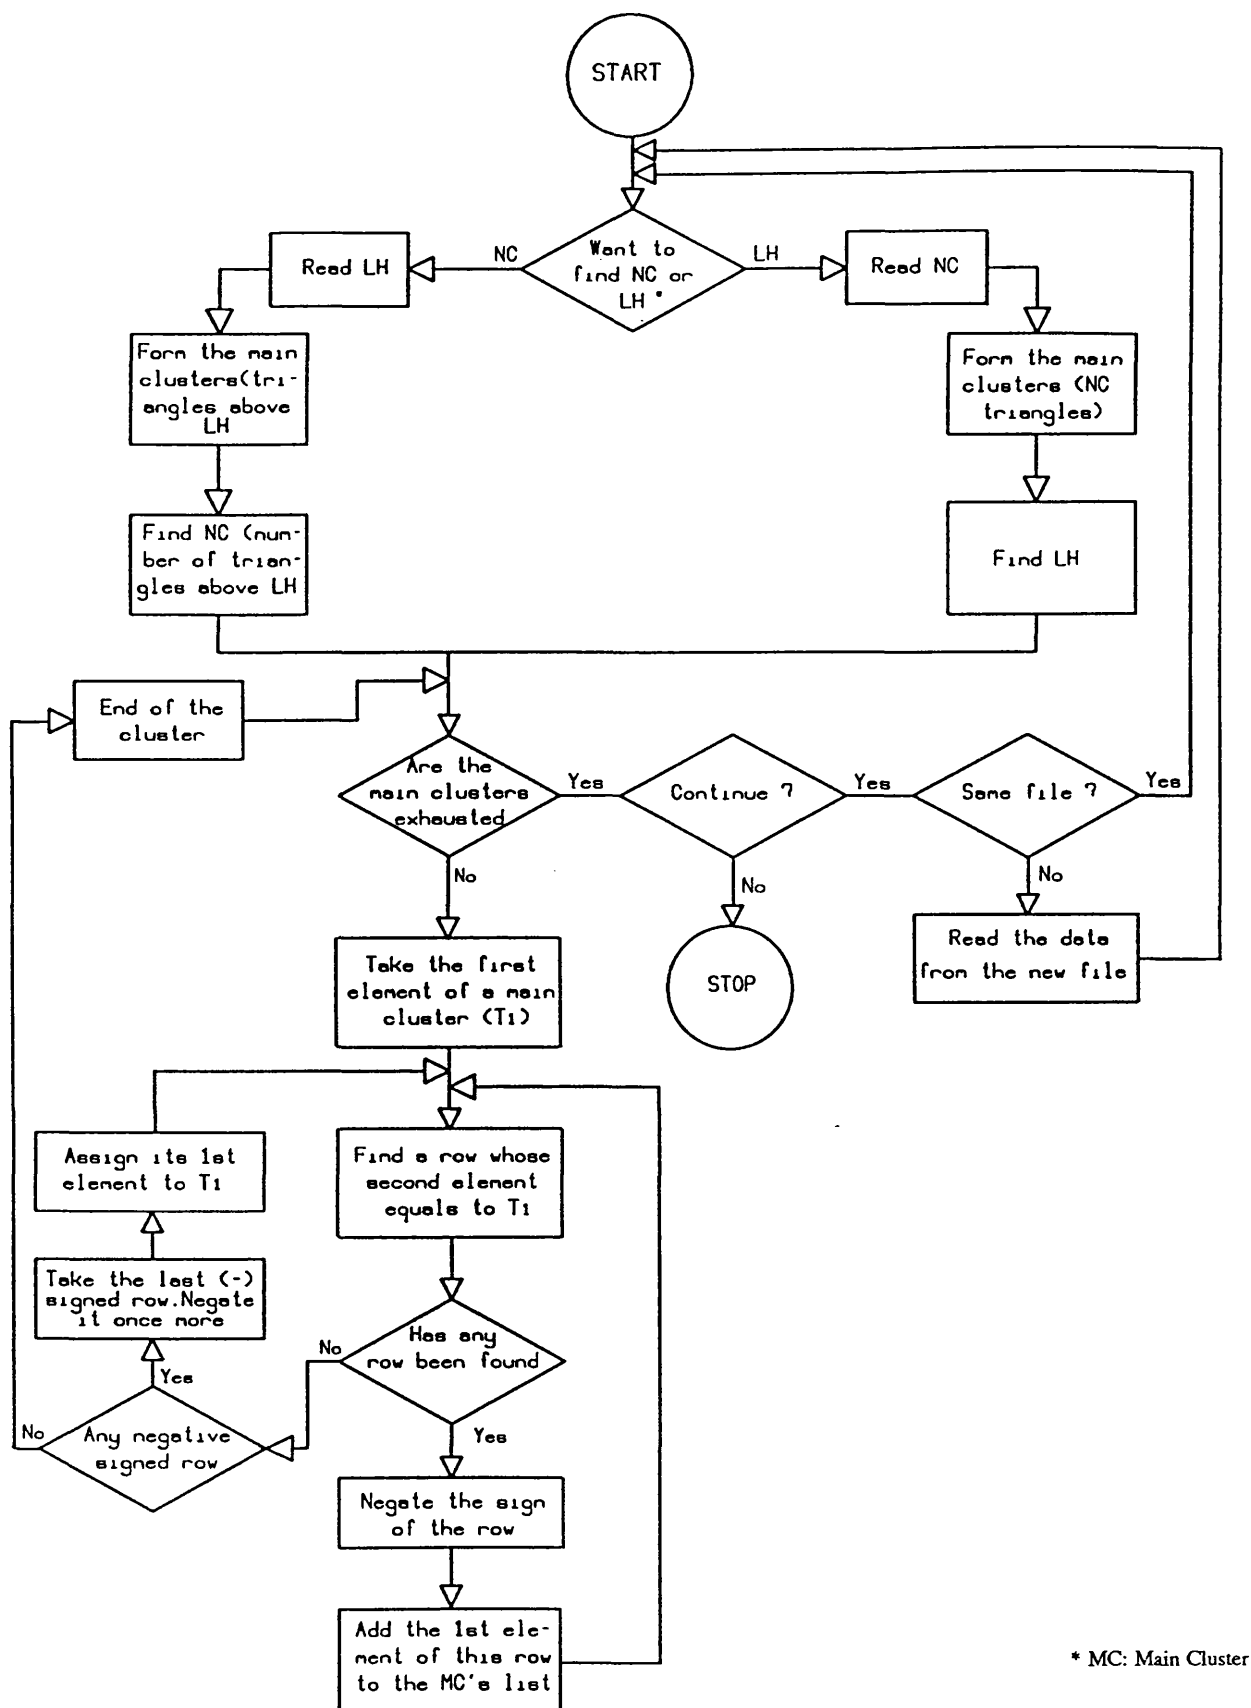 START
Want to
find NC or
LH *
NC
LH
Read LH
Read NC
Form the main
clusters(tri-
angles above
LH
Form the main
clusters (NC
triangles)
Find NC (num-
ber of trian-
gles above LH
Find LH
End of the
cluster
Are the
main clusters
exhausted
Yes
Continue ?
Yes
Same file ?
Yes
No
No
No
Take the first
element of a main
cluster (Ti)
STOP
Read the data
from the new file
Assign its 1st
element to Ti
Find a row whose
second element
equals to Ti
Take the last (-)
signed row.Negate
it once more
Has any
row been found
No
Yes
Any negative
signed row
No
Yes
Negate the sign
of the row
Add the 1st ele-
ment of this row
to the MC's list
* MC: Main Cluster